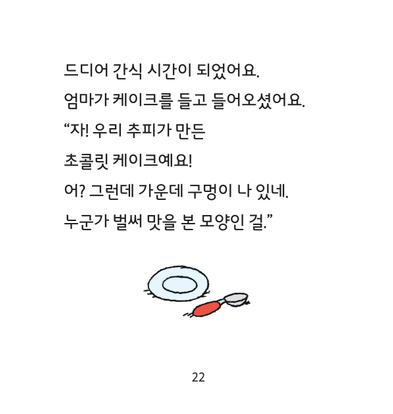 드디어 간식 시간이 되었어요.
엄마가 케이크를 들고 들어오셨어요.
“자! 우리 추피가 만든
초콜릿 케이크예요!
어? 그런데 가운데 구멍이 나 있네.
누군가 벌써 맛을 본 모양인 걸.”
22